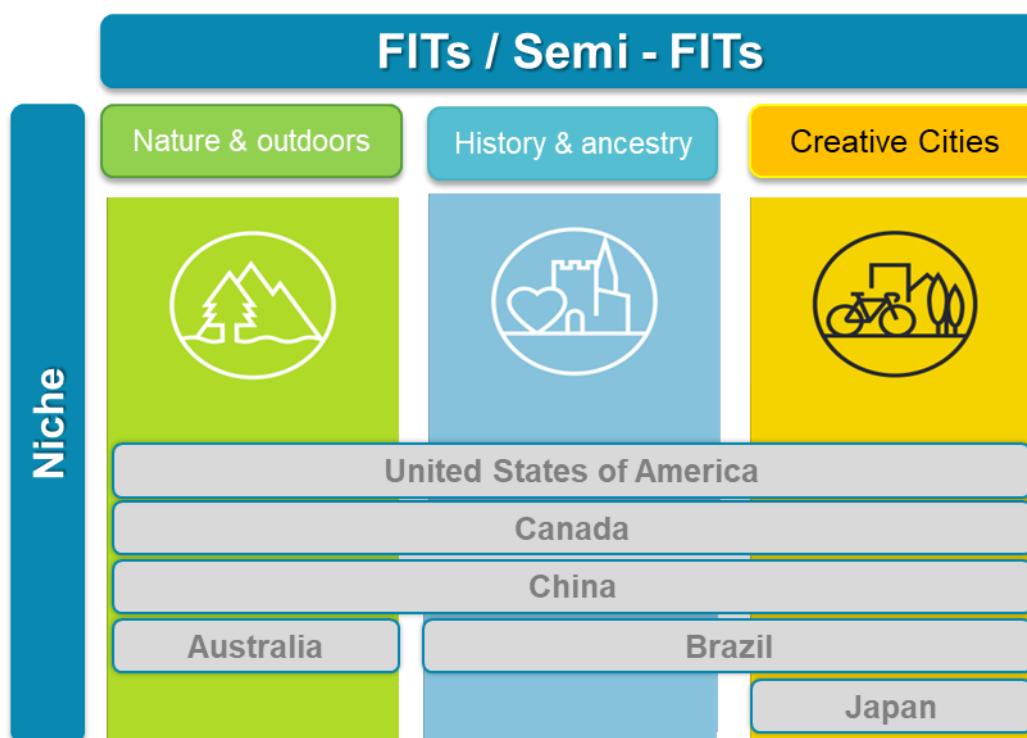 FITs / Semi - FITs
Niche
Nature & outdoors
History & ancestry
Creative Cities
United States of America
Canada
China
Australia
Brazil
Japan